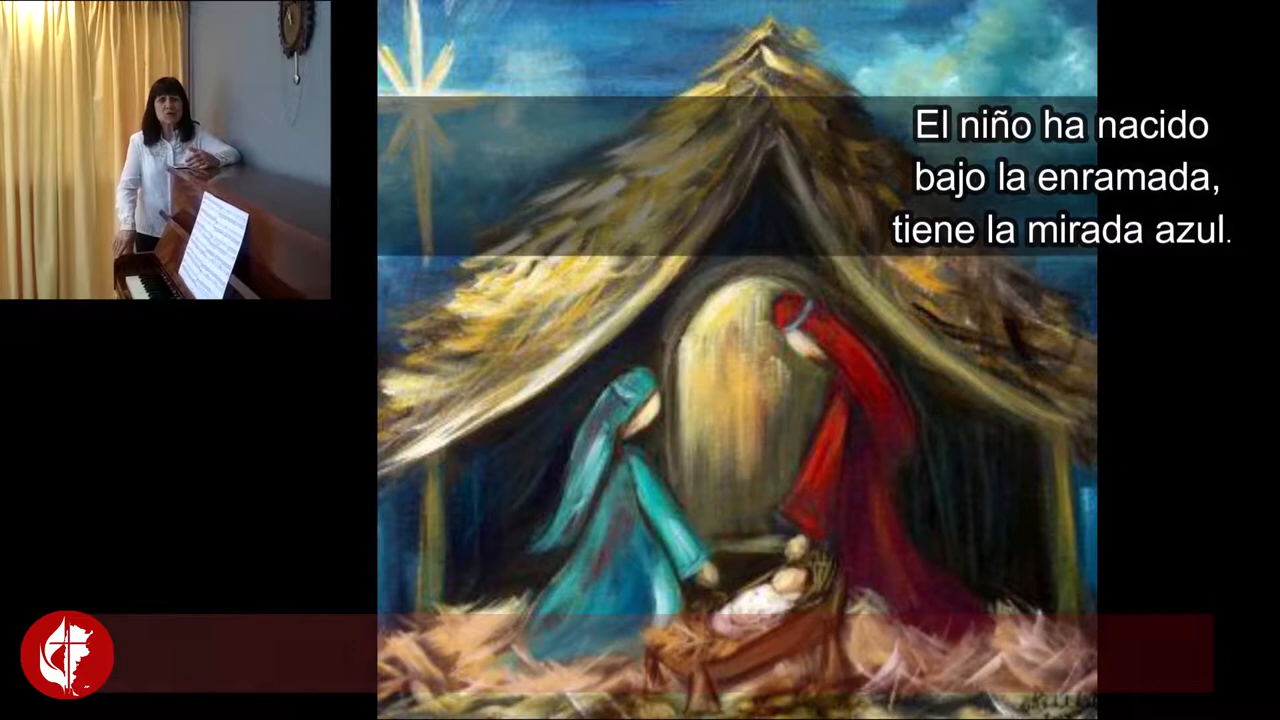 El niño ha nacido
bajo la enramada,
tiene la mirada azul.